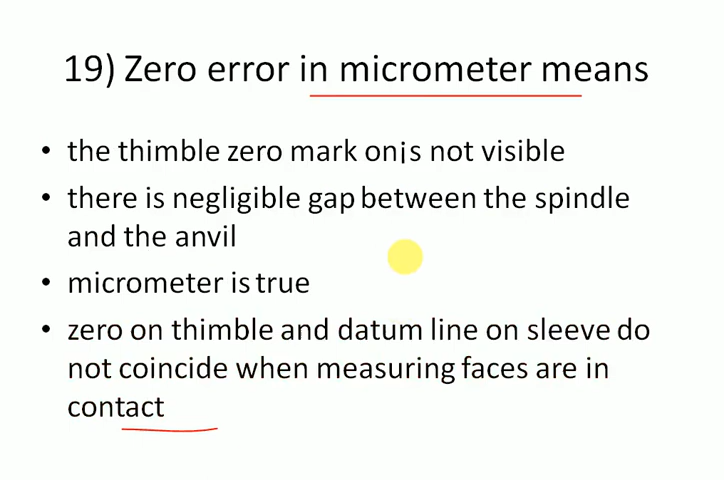 19) Zero error in micrometer means
• the thimble zero mark on is not visible
• there is negligible gap between the spindle
and the anvil
• micrometer is true
• zero on thimble and datum line on sleeve do
not coincide when measuring faces are in
contact